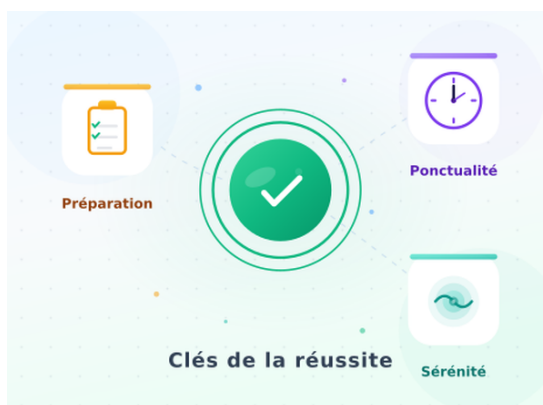 Ponctualité
Préparation
Clés de la réussite
Sérénité